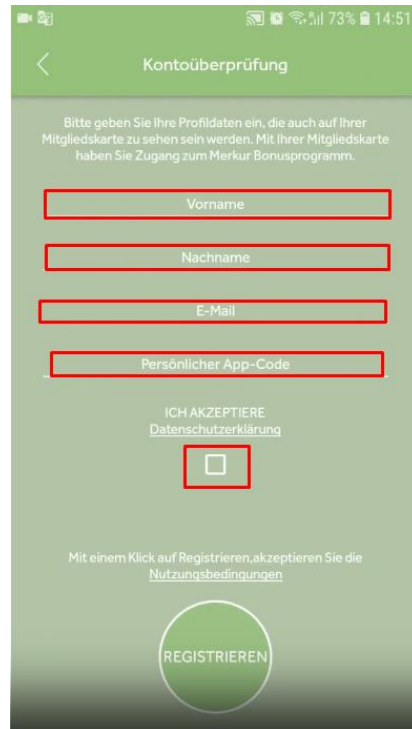 73% 14:51
Kontoüberprüfung
Bitte geben Sie Ihre Profildaten ein, die auch auf Ihrer
Mitgliedskarte zu sehen sein werden. Mit Ihrer Mitgliedskarte
haben Sie Zugang zum Merkur Bonusprogramm.
Vorname
Nachname
E-Mail
Persönlicher App-Code
ICH AKZEPTIERE
Datenschutzerklärung
Mit einem Klick auf Registrieren,akzeptieren Sie die
Nutzungsbedingungen
REGISTRIEREN